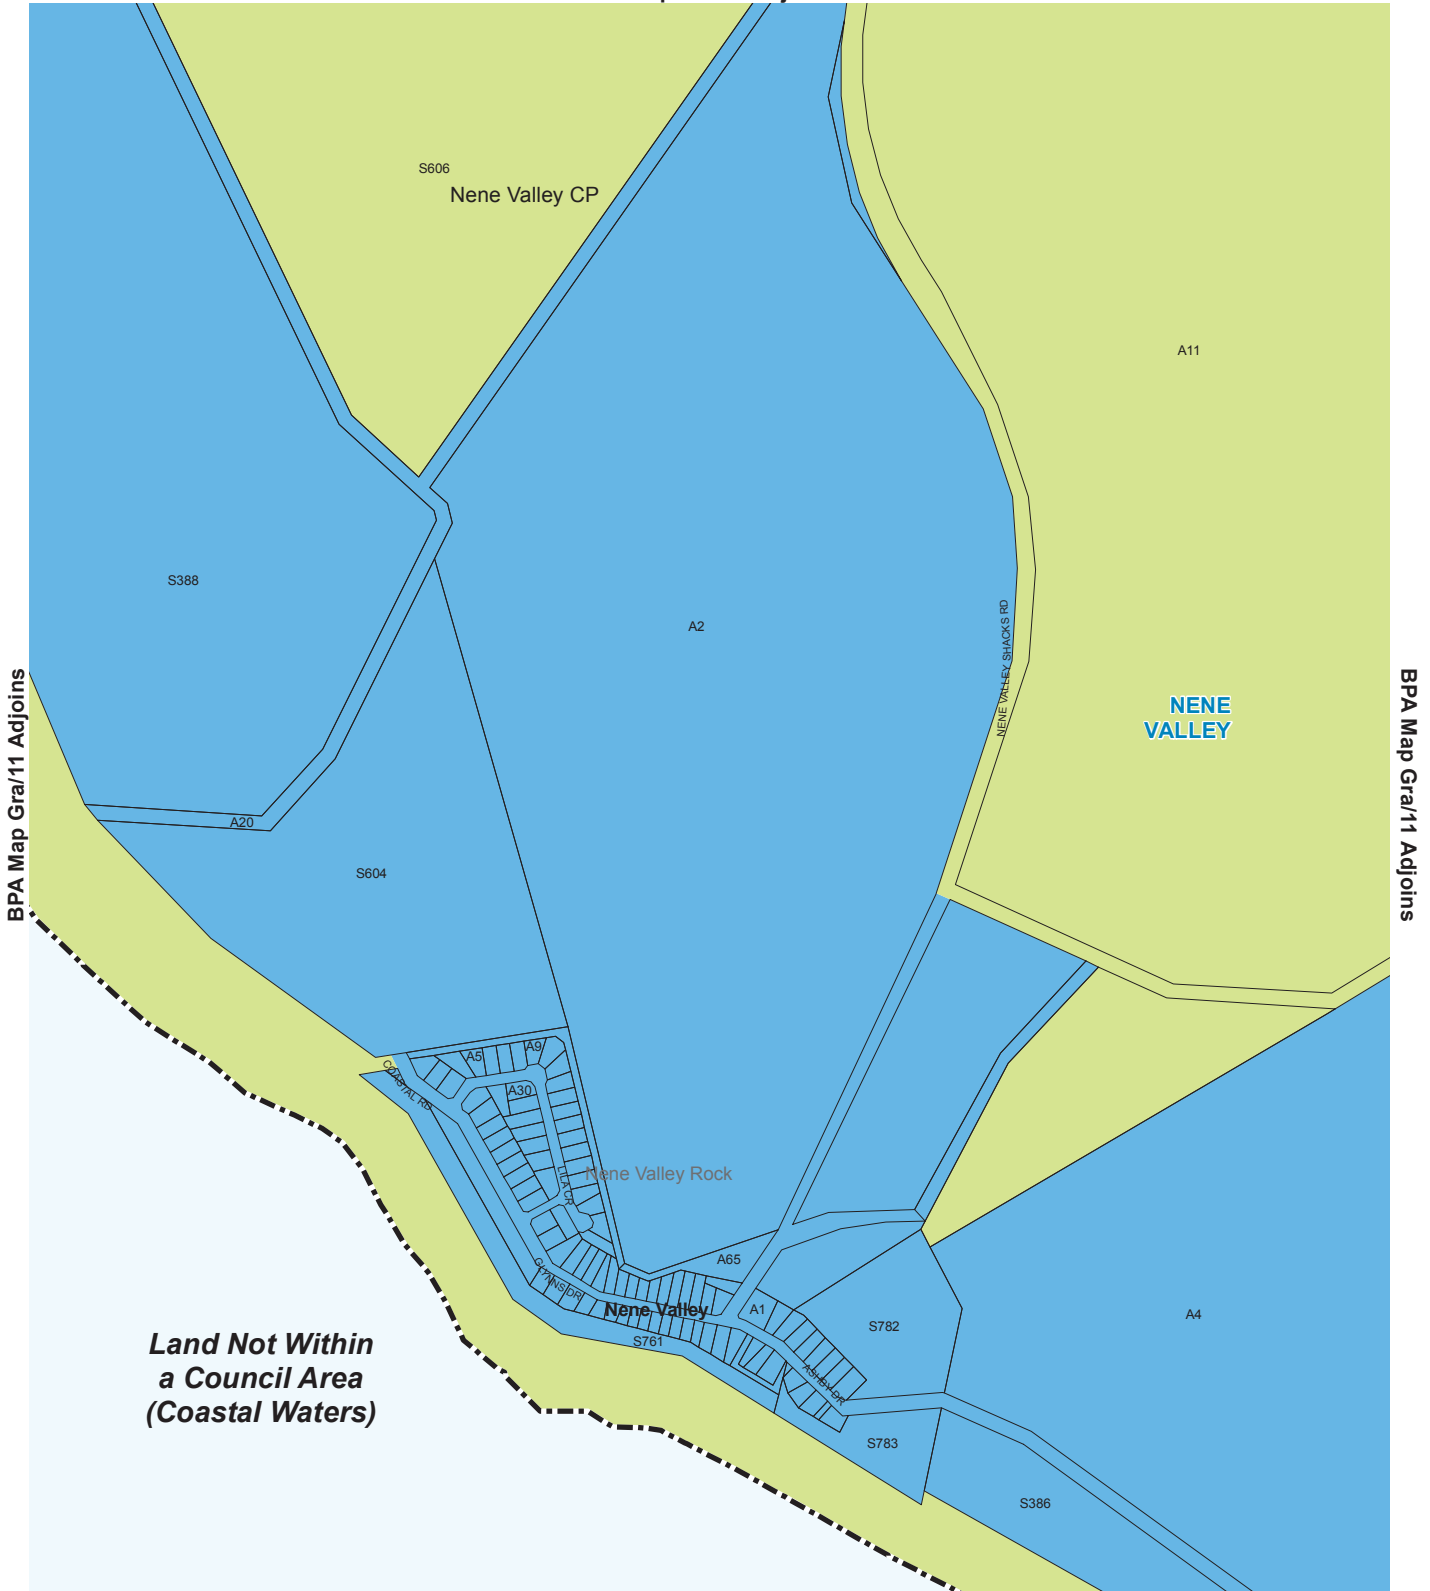 S606
Nene Valley CP
A11
S388
A2
NENE VALLEY SHACKS RD
BPA Map Gra/11 Adjoins
NENE
VALLEY
BPA Map Gra/11 Adjoins
A20
S604
A5
A9
COASTAL RD
A30
Nene Valley Rock
LILA CR
A65
GLYNNS DR
Nene Valley
A1
S782
A4
S761
Land Not Within
a Council Area
(Coastal Waters)
ASHBY DR
S783
S386